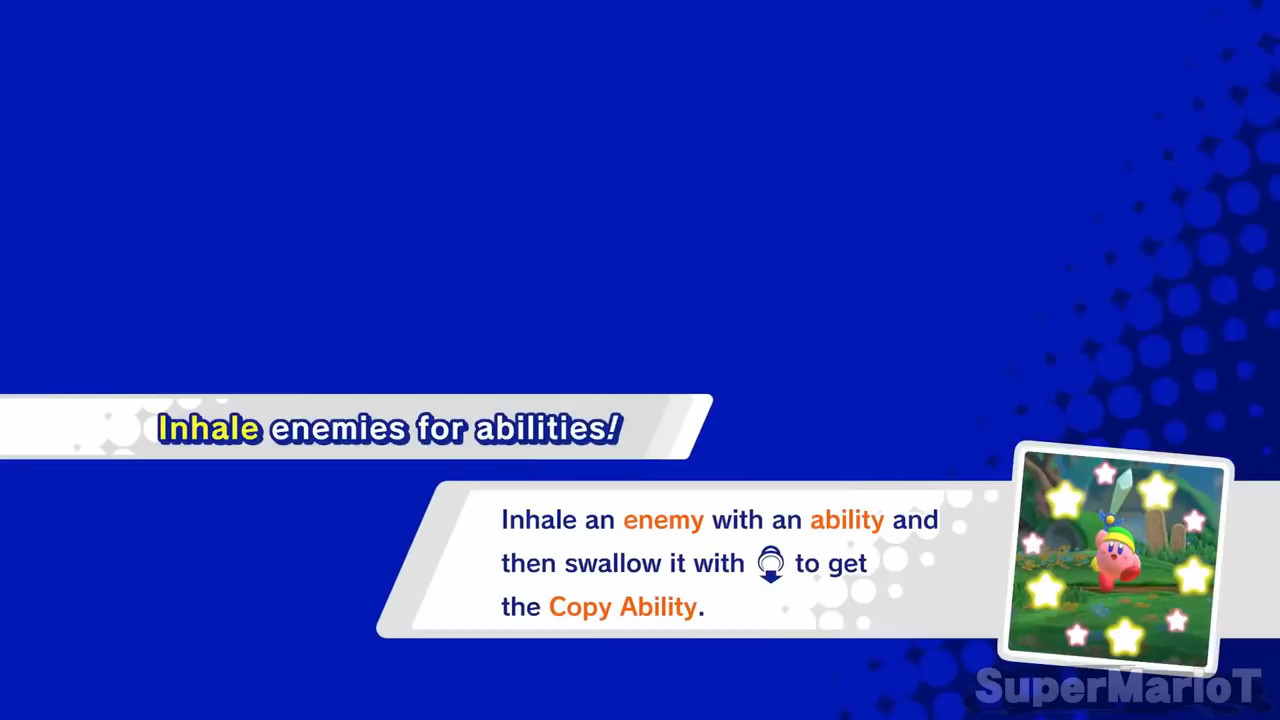 Inhale enemies for abilities!
Inhale an enemy with an ability and
then swallow it with to get
the Copy Ability.
SuperMarioT